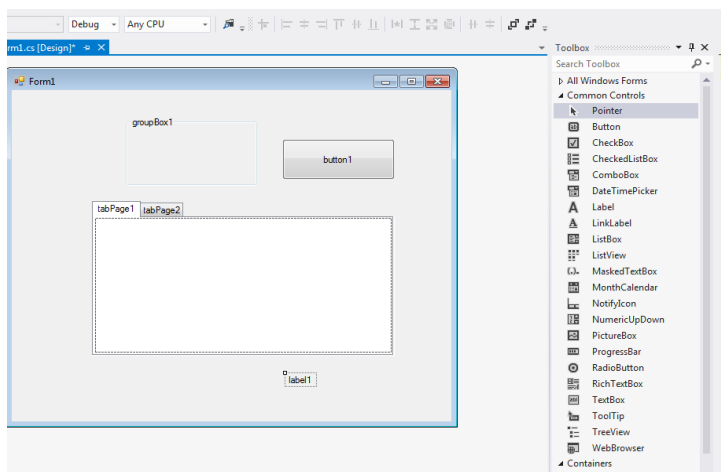 Debug Any CPU
rm1.cs [Design]*
Form1
groupBox1
button1
tabPage1 tabPage2
label1
Toolbox
Search Toolbox
All Windows Forms
Common Controls
Pointer
Button
CheckBox
CheckedListBox
ComboBox
DateTimePicker
Label
LinkLabel
ListBox
ListView
MaskedTextBox
MonthCalendar
NotifyIcon
NumericUpDown
PictureBox
ProgressBar
RadioButton
RichTextBox
TextBox
ToolTip
TreeView
WebBrowser
Containers